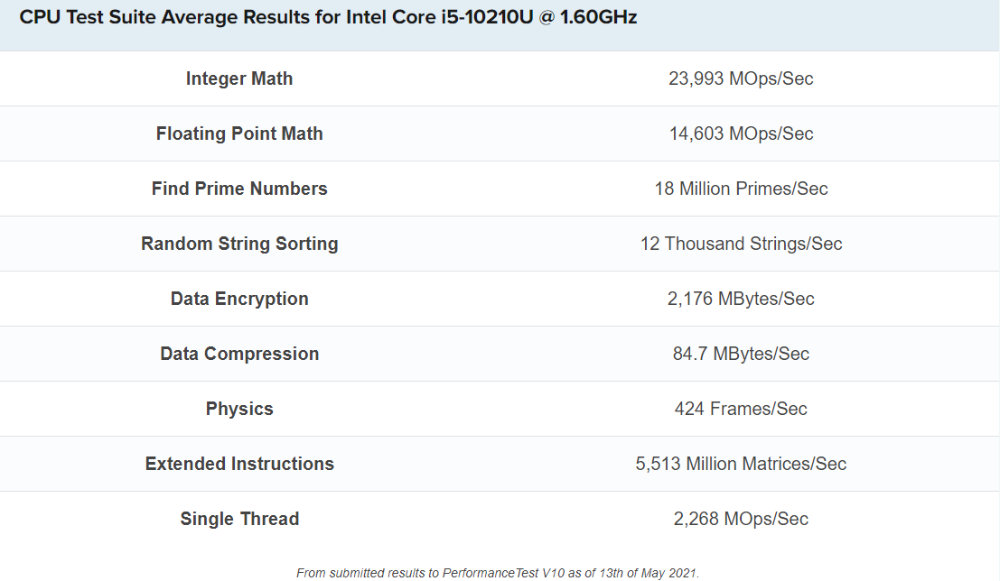 CPU Test Suite Average Results for Intel Core i5-10210U @ 1.60GHz
Integer Math 23,993 MOps/Sec
Floating Point Math 14,603 MOps/Sec
Find Prime Numbers 18 Million Primes/Sec
Random String Sorting 12 Thousand Strings/Sec
Data Encryption 2,176 MBytes/Sec
Data Compression 84.7 MBytes/Sec
Physics 424 Frames/Sec
Extended Instructions 5,513 Million Matrices/Sec
Single Thread 2,268 MOps/Sec
From submitted results to PerformanceTest V10 as of 13th of May 2021.